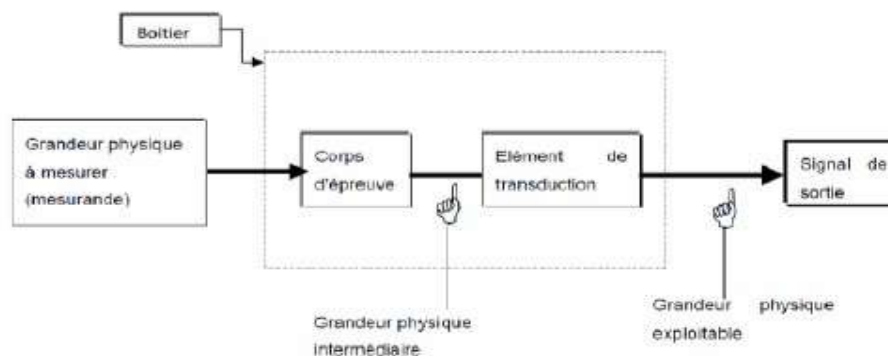 Boitier
Grandeur physique
à mesurer
(mesurande)
Corps
d'épreuve
Elément de
transduction
Signal de
sortie
Grandeur physique
intermédiaire
Grandeur physique
exploitable